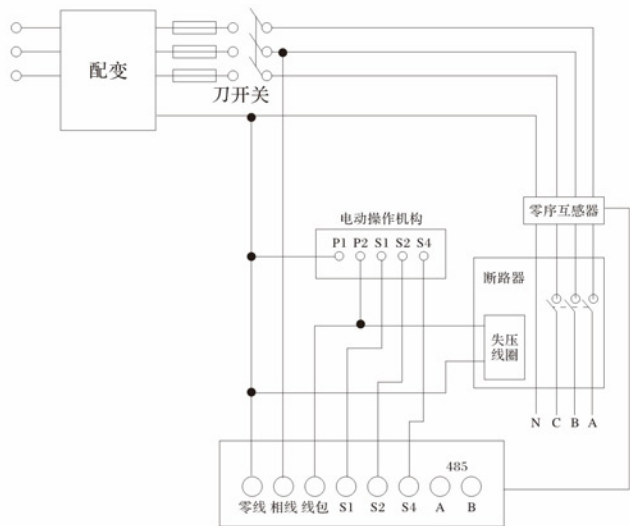 配变
刀开关
零序互感器
电动操作机构
P1 P2 S1 S2 S4
断路器
失压
线圈
N C B A
485
零线 相线 线包 S1 S2 S4 A B